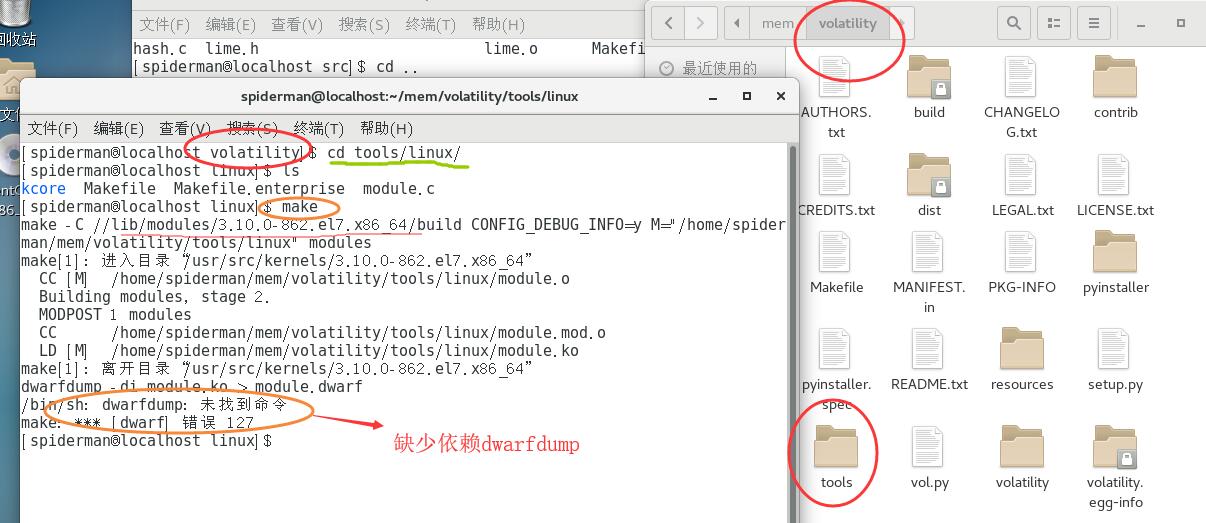 回收站
文件(F) 编辑(E) 查看(V) 搜索(S) 终端(T) 帮助(H)
hash.c lime.h lime.o Makefi
[spiderman@localhost src]$ cd ..
mem volatility
最近使用的
spiderman@localhost:~/mem/volatility/tools/linux
文件(F) 编辑(E) 查看(V) 搜索(S) 终端(T) 帮助(H)
[spiderman@localhost volatility]$ cd tools/linux/
[spiderman@localhost linux]$ ls
kcore Makefile Makefile.enterprise module.c
[spiderman@localhost linux]$ make
make -C //lib/modules/3.10.0-862.el7.x86_64/build CONFIG_DEBUG_INFO=y M="/home/spider
man/mem/volatility/tools/linux" modules
make[1]: 进入目录“/usr/src/kernels/3.10.0-862.el7.x86_64”
CC [M] /home/spiderman/mem/volatility/tools/linux/module.o
Building modules, stage 2.
MODPOST 1 modules
CC /home/spiderman/mem/volatility/tools/linux/module.mod.o
LD [M] /home/spiderman/mem/volatility/tools/linux/module.ko
make[1]: 离开目录“/usr/src/kernels/3.10.0-862.el7.x86_64”
dwarfdump -di module.ko > module.dwarf
/bin/sh: dwarfdump: 未找到命令
make: *** [dwarf] 错误 127
[spiderman@localhost linux]$
缺少依赖dwarfdump
AUTHORS.
txt
build
CHANGELO
G.txt
contrib
CREDITS.txt
dist
LEGAL.txt
LICENSE.txt
Makefile
MANIFEST.
in
PKG-INFO
pyinstaller
pyinstaller.
spec
README.txt
resources
setup.py
tools
vol.py
volatility
volatility.
egg-info